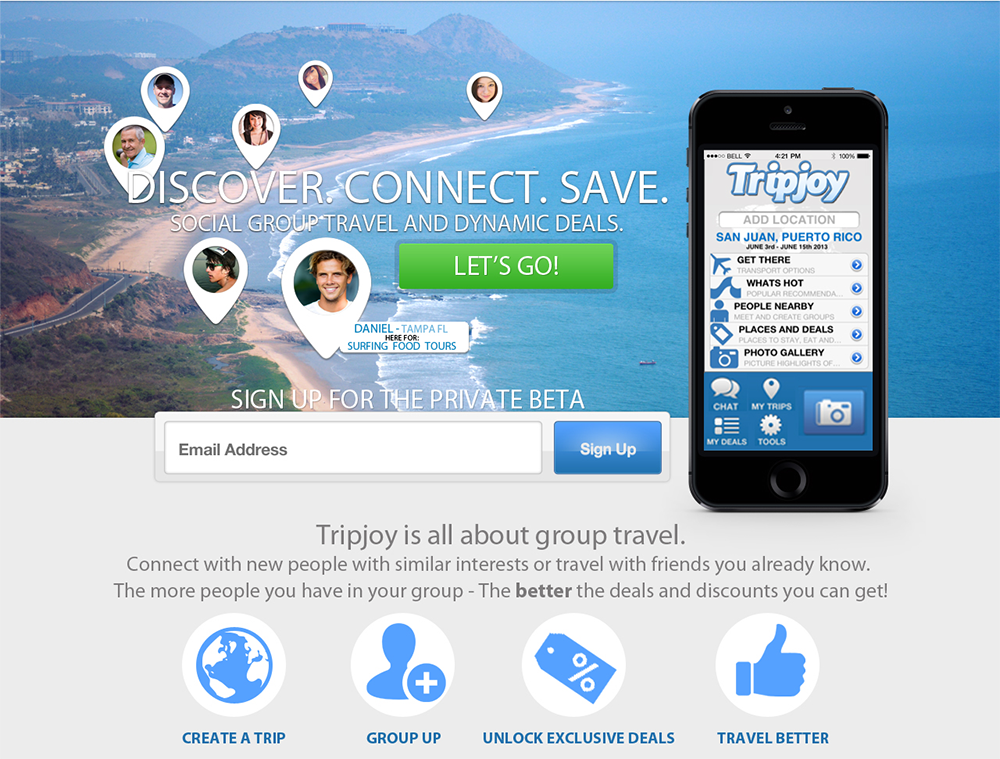 DISCOVER. CONNECT. SAVE.
SOCIAL GROUP TRAVEL AND DYNAMIC DEALS.
LET'S GO!
DANIEL - TAMPA FL
HERE FOR:
SURFING FOOD TOURS
SIGN UP FOR THE PRIVATE BETA
Email Address
Sign Up
BELL 4:21 PM 100%
Tripjoy
ADD LOCATION
SAN JUAN, PUERTO RICO
JUNE 3rd - JUNE 15th 2013
GET THERE
TRANSPORT OPTIONS
WHATS HOT
POPULAR RECOMMENDA...
PEOPLE NEARBY
MEET AND CREATE GROUPS
PLACES AND DEALS
PLACES TO STAY, EAT AND...
PHOTO GALLERY
PICTURE HIGHLIGHTS OF...
CHAT MY TRIPS
MY DEALS TOOLS
Tripjoy is all about group travel.
Connect with new people with similar interests or travel with friends you already know.
The more people you have in your group - The better the deals and discounts you can get!
%
CREATE A TRIP GROUP UP UNLOCK EXCLUSIVE DEALS TRAVEL BETTER